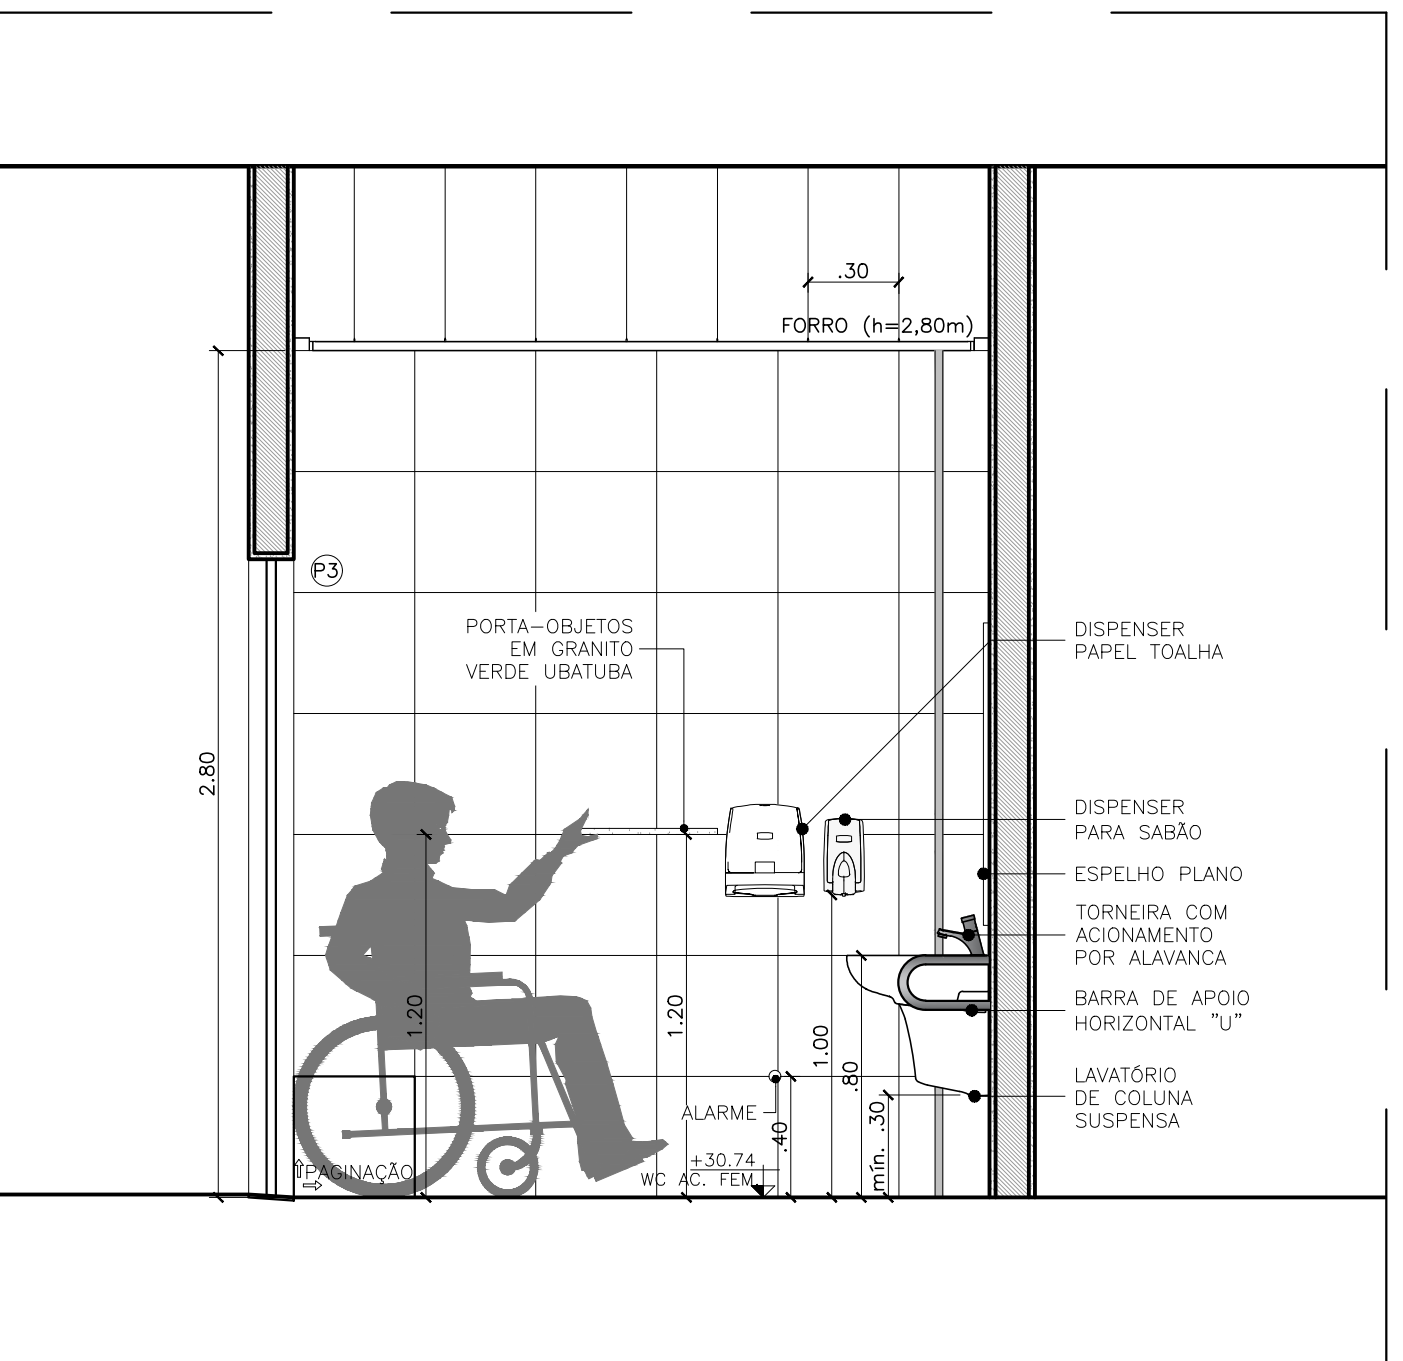 .30
FORRO (h=2,80m)
P3
PORTA-OBJETOS
EM GRANITO
VERDE UBATUBA
DISPENSER
PAPEL TOALHA
2.80
DISPENSER
PARA SABÃO
ESPELHO PLANO
TORNEIRA COM
ACIONAMENTO
POR ALAVANCA
BARRA DE APOIO
HORIZONTAL "U"
1.20
1.20
1.00
.80
LAVATÓRIO
DE COLUNA
SUSPENSA
ALARME
.40
mín. .30
PAGINAÇÃO
+30.74
WC AC. FEM.